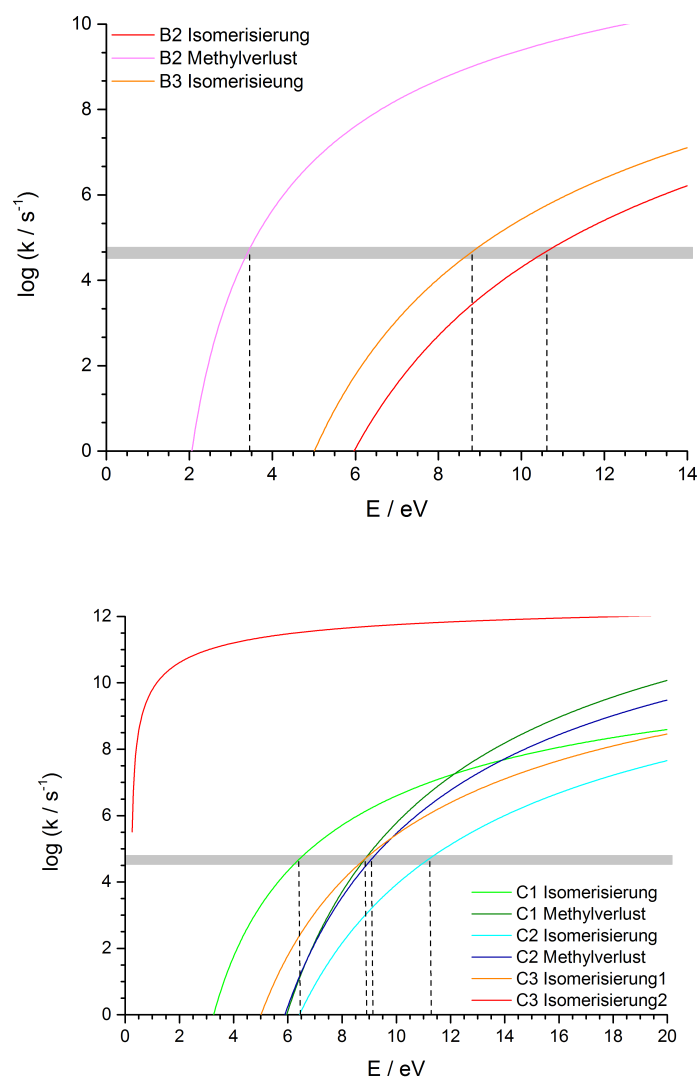 B2 Isomerisierung
B2 Methylverlust
B3 Isomerisieung
10
8
6
4
2
0
log (k / s⁻¹)
0 2 4 6 8 10 12 14
E / eV
12
10
8
6
4
2
0
log (k / s⁻¹)
C1 Isomerisierung
C1 Methylverlust
C2 Isomerisierung
C2 Methylverlust
C3 Isomerisierung1
C3 Isomerisierung2
0 2 4 6 8 10 12 14 16 18 20
E / eV